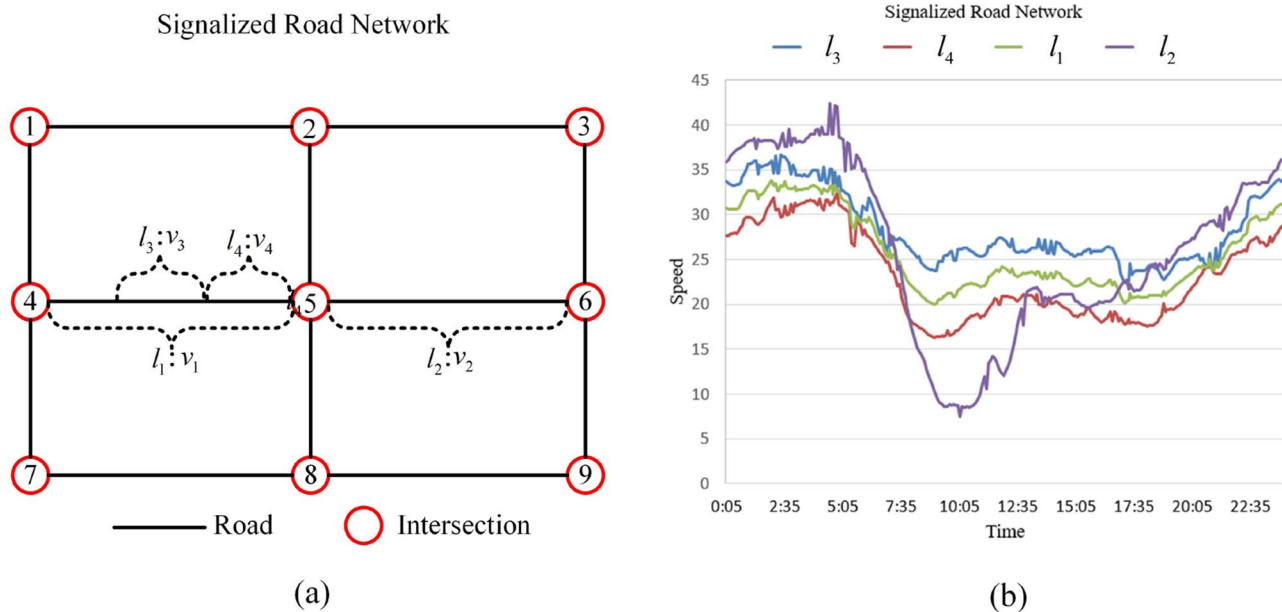 Signalized Road Network
1 2 3
l₃:v₃ l₄:v₄
4 5 6
l₁:v₁ l₂:v₂
7 8 9
Road Intersection
(a)
Signalized Road Network
l₃ l₄ l₁ l₂
45
40
35
30
25
20
15
10
5
0
Speed
0:05 2:35 5:05 7:35 10:05 12:35 15:05 17:35 20:05 22:35
Time
(b)